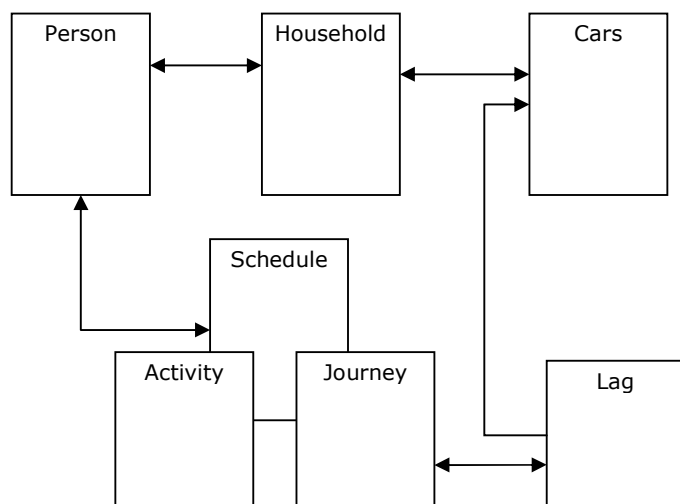 Person
Household
Cars
Schedule
Activity
Journey
Lag